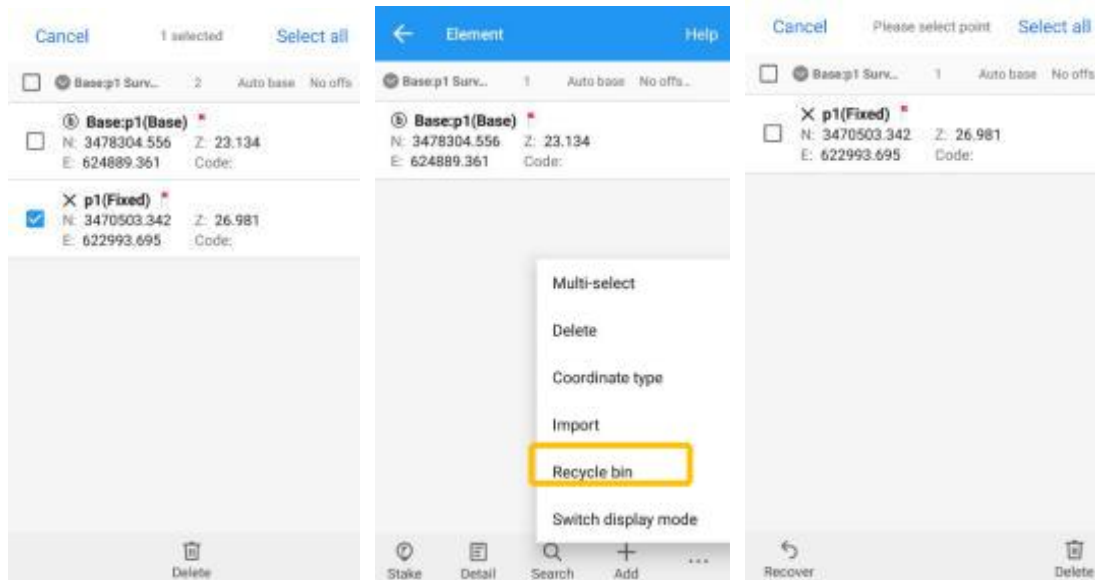 Cancel 1 selected Select all
Base:p1 Surv... 2 Auto base No offs
b Base:p1(Base)
N: 3478304.556 Z: 23.134
E: 624889.361 Code:
p1(Fixed)
N: 3470503.342 Z: 26.981
E: 622993.695 Code:
Delete
Element Help
Base:p1 Surv... 1 Auto base No offs...
b Base:p1(Base)
N: 3478304.556 Z: 23.134
E: 624889.361 Code:
Multi-select
Delete
Coordinate type
Import
Recycle bin
Switch display mode
Stake Detail Search Add ...
Cancel Please select point Select all
Base:p1 Surv... 1 Auto base No offs
p1(Fixed)
N: 3470503.342 Z: 26.981
E: 622993.695 Code:
Recover Delete